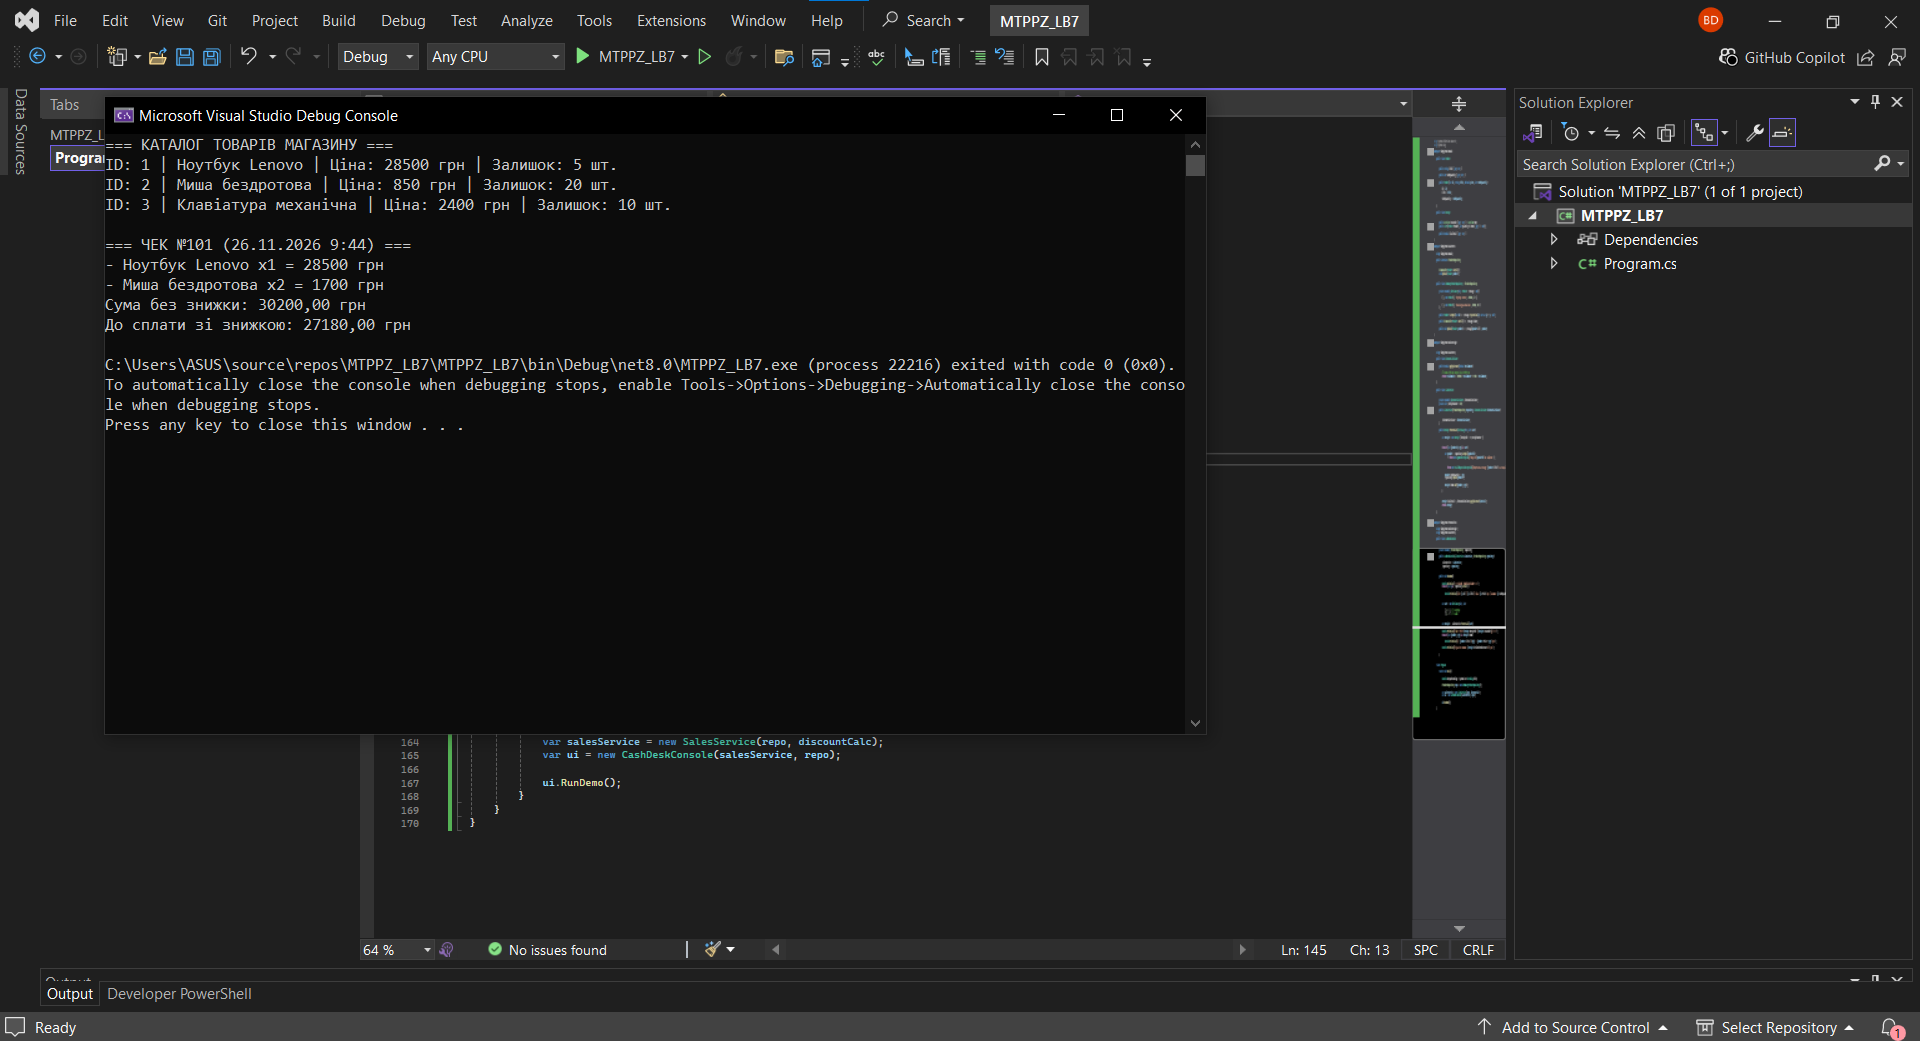 File Edit View Git Project Build Debug Test Analyze Tools Extensions Window Help Search MTPPZ_LB7 BD
Debug Any CPU MTPPZ_LB7 GitHub Copilot
Data Sources
Tabs
MTPPZ_L
Progra
Microsoft Visual Studio Debug Console
=== КАТАЛОГ ТОВАРІВ МАГАЗИНУ ===
ID: 1 | Ноутбук Lenovo | Ціна: 28500 грн | Залишок: 5 шт.
ID: 2 | Миша бездротова | Ціна: 850 грн | Залишок: 20 шт.
ID: 3 | Клавіатура механічна | Ціна: 2400 грн | Залишок: 10 шт.
=== ЧЕК №101 (26.11.2026 9:44) ===
- Ноутбук Lenovo x1 = 28500 грн
- Миша бездротова x2 = 1700 грн
Сума без знижки: 30200,00 грн
До сплати зі знижкою: 27180,00 грн
C:\Users\ASUS\source\repos\MTPPZ_LB7\MTPPZ_LB7\bin\Debug\net8.0\MTPPZ_LB7.exe (process 22216) exited with code 0 (0x0).
To automatically close the console when debugging stops, enable Tools->Options->Debugging->Automatically close the conso
le when debugging stops.
Press any key to close this window . . .
164 var salesService = new SalesService(repo, discountCalc);
165 var ui = new CashDeskConsole(salesService, repo);
166
167 ui.RunDemo();
168 }
169 }
170 }
64 % No issues found Ln: 145 Ch: 13 SPC CRLF
Solution Explorer
Search Solution Explorer (Ctrl+;)
Solution 'MTPPZ_LB7' (1 of 1 project)
C# MTPPZ_LB7
Dependencies
C# Program.cs
Output
Output Developer PowerShell
Ready Add to Source Control Select Repository 1